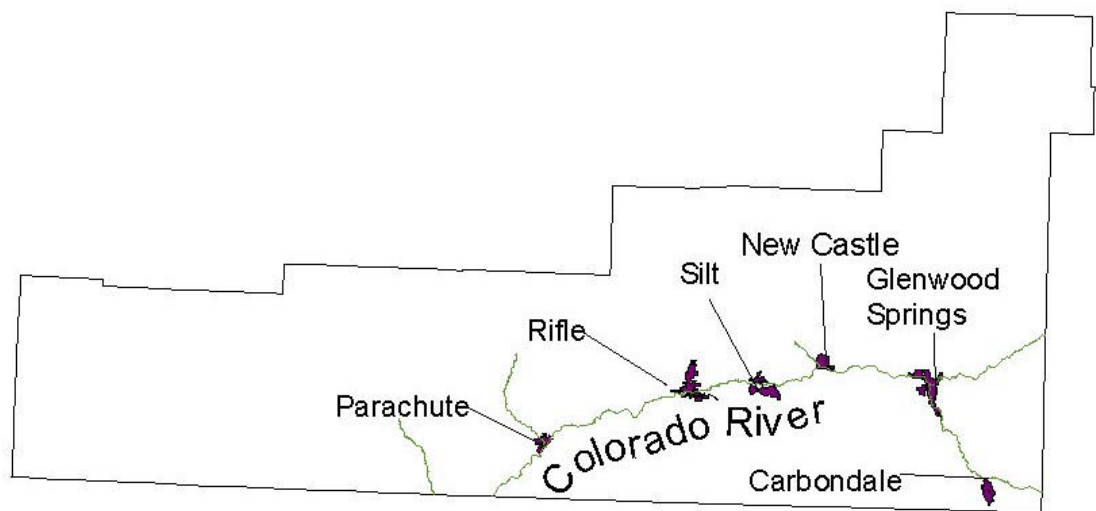 New Castle
Silt
Glenwood
Springs
Rifle
Parachute
Colorado River
Carbondale